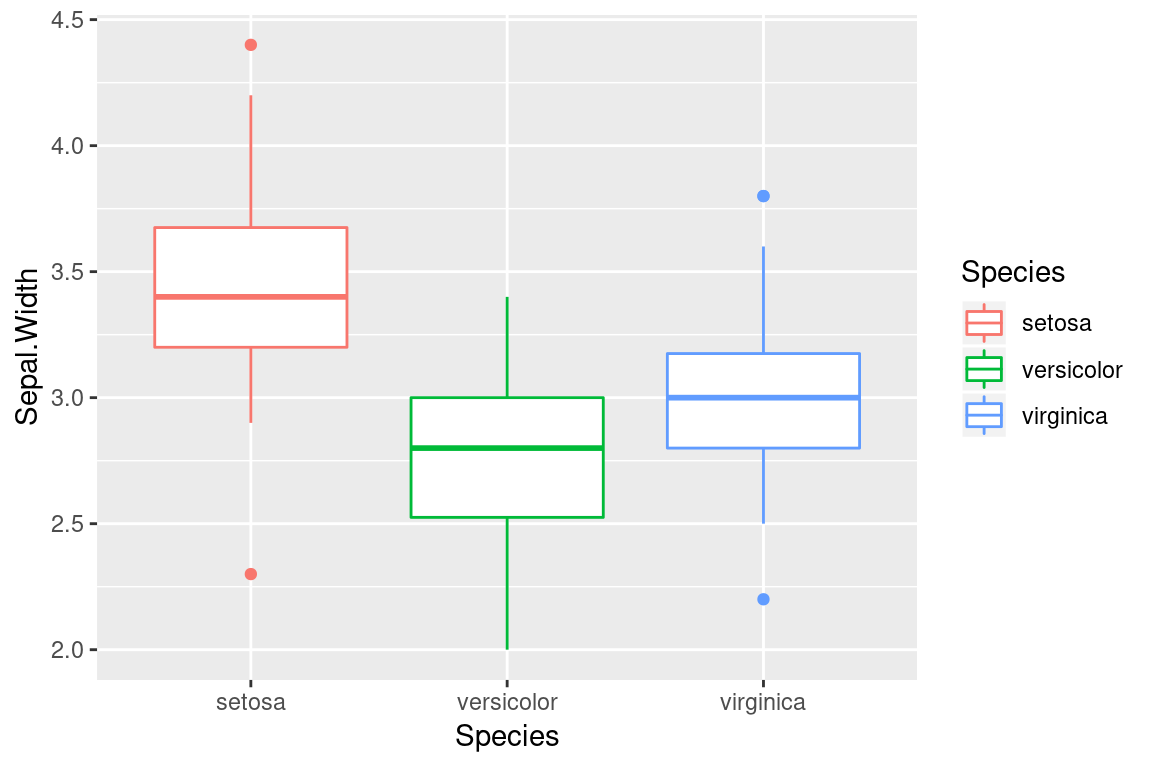 Sepal.Width
4.5
4.0
3.5
3.0
2.5
2.0
setosa versicolor virginica
Species
Species
setosa
versicolor
virginica